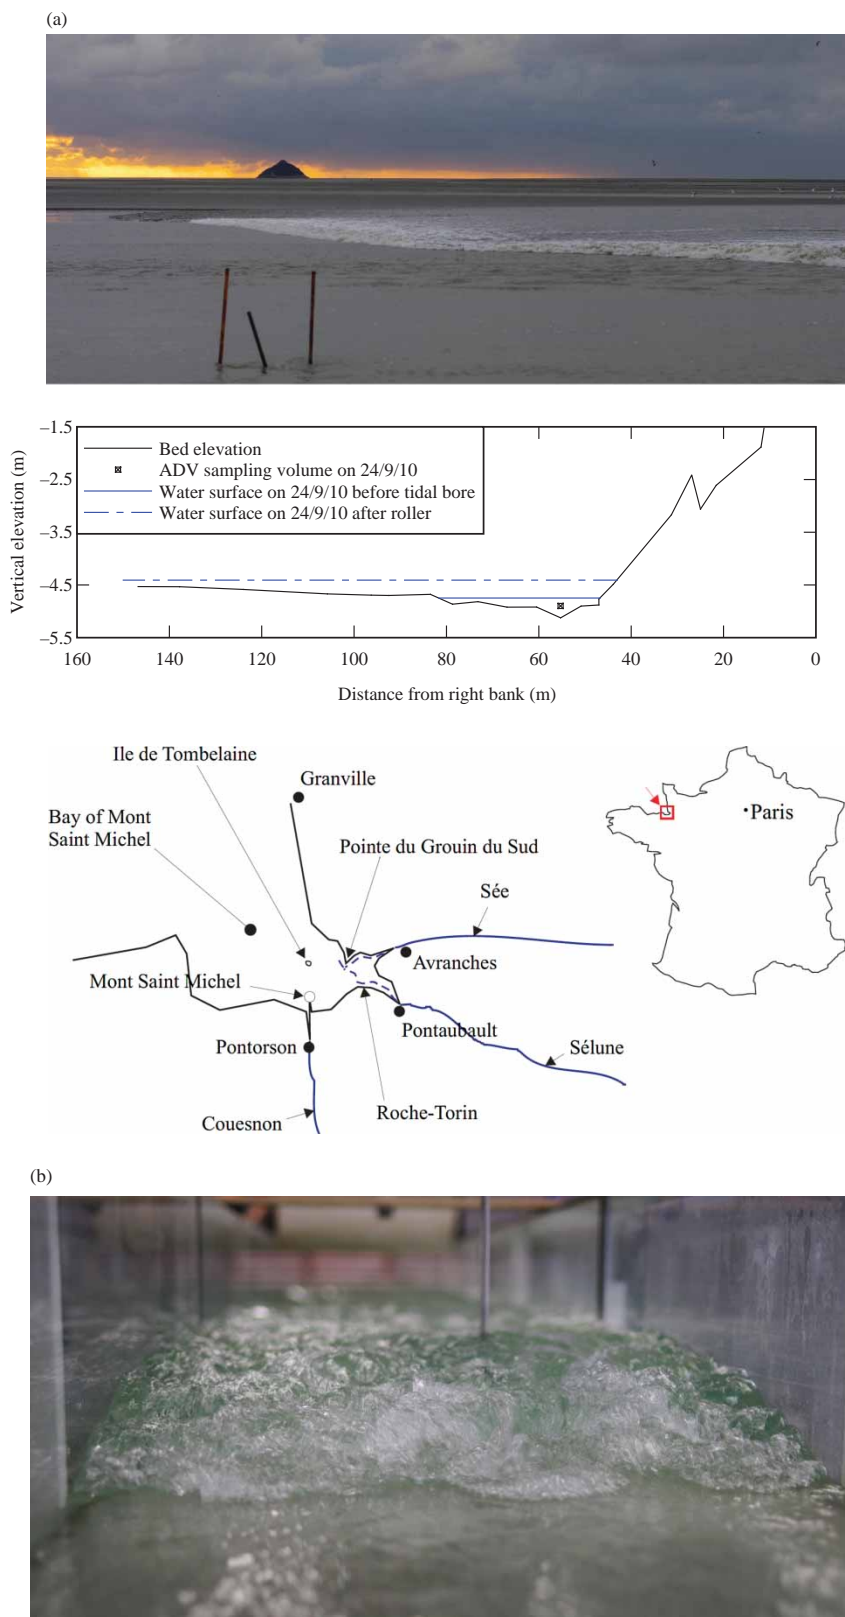 (a)
–1.5
–2.5
–3.5
–4.5
–5.5
Vertical elevation (m)
Bed elevation
ADV sampling volume on 24/9/10
Water surface on 24/9/10 before tidal bore
Water surface on 24/9/10 after roller
160
140
120
100
80
60
40
20
0
Distance from right bank (m)
Ile de Tombelaine
Granville
Bay of Mont
Saint Michel
Pointe du Grouin du Sud
Paris
Sée
Avranches
Mont Saint Michel
Pontaubault
Pontorson
Sélune
Roche-Torin
Couesnon
(b)